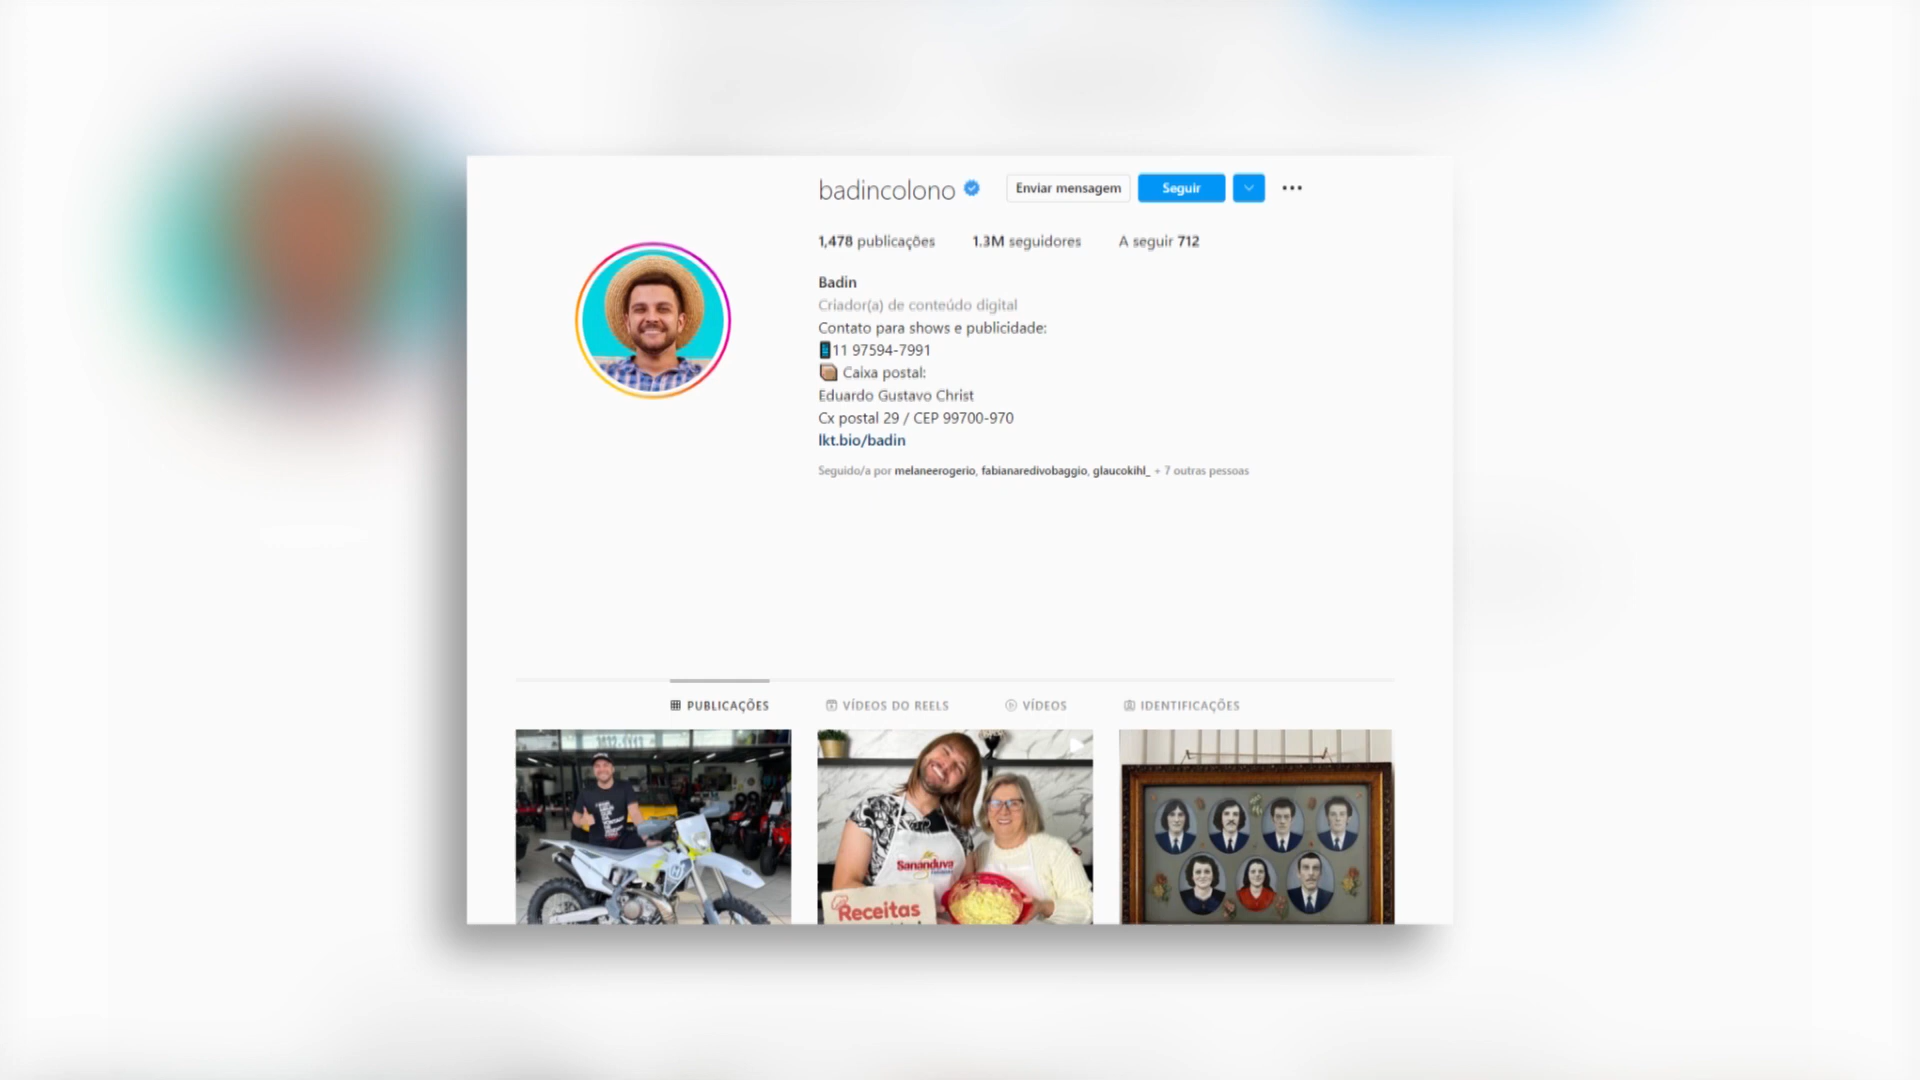 badincolono
Enviar mensagem
Seguir
1,478 publicações
1.3M seguidores
A seguir 712
Badin
Criador(a) de conteúdo digital
Contato para shows e publicidade:
11 97594-7991
Caixa postal:
Eduardo Gustavo Christ
Cx postal 29 / CEP 99700-970
lkt.bio/badin
Seguido/a por melaneerogerio, fabianaredivobaggio, glaucokihl_ + 7 outras pessoas
PUBLICAÇÕES
VÍDEOS DO REELS
VÍDEOS
IDENTIFICAÇÕES
Sananduva
Receitas